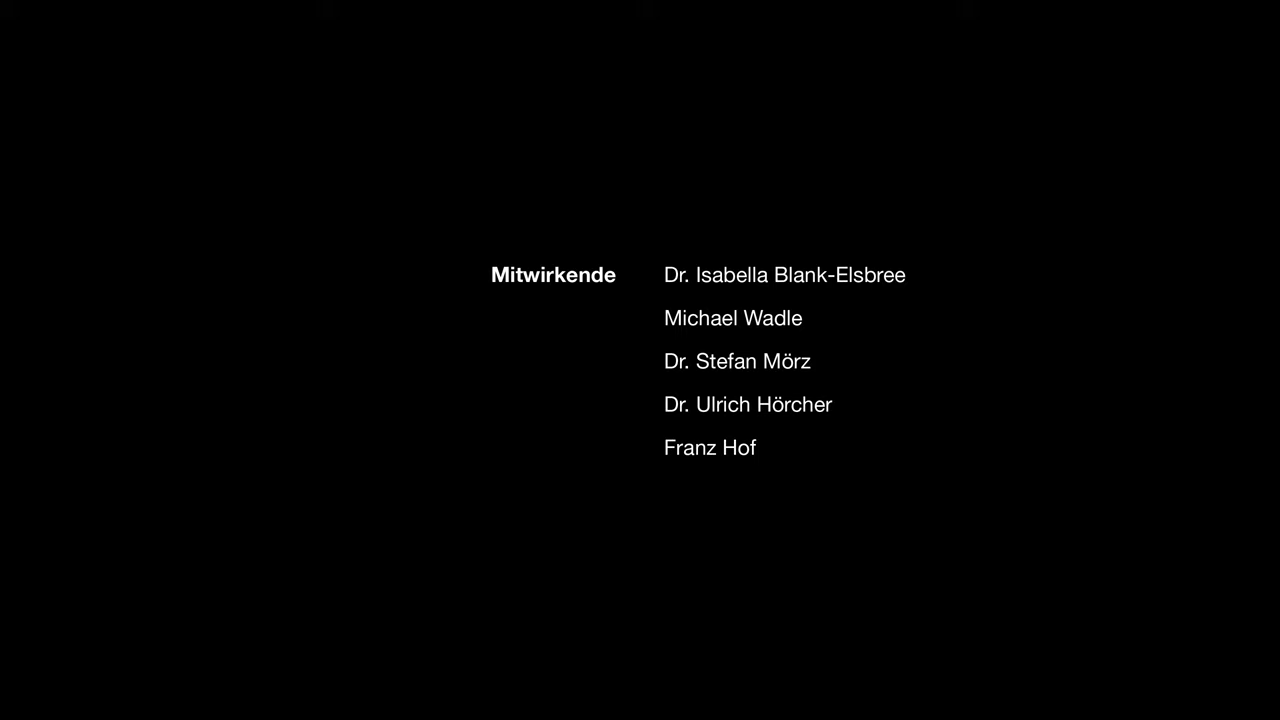 Mitwirkende Dr. Isabella Blank-Elsbree
Michael Wadle
Dr. Stefan Mörz
Dr. Ulrich Hörcher
Franz Hof